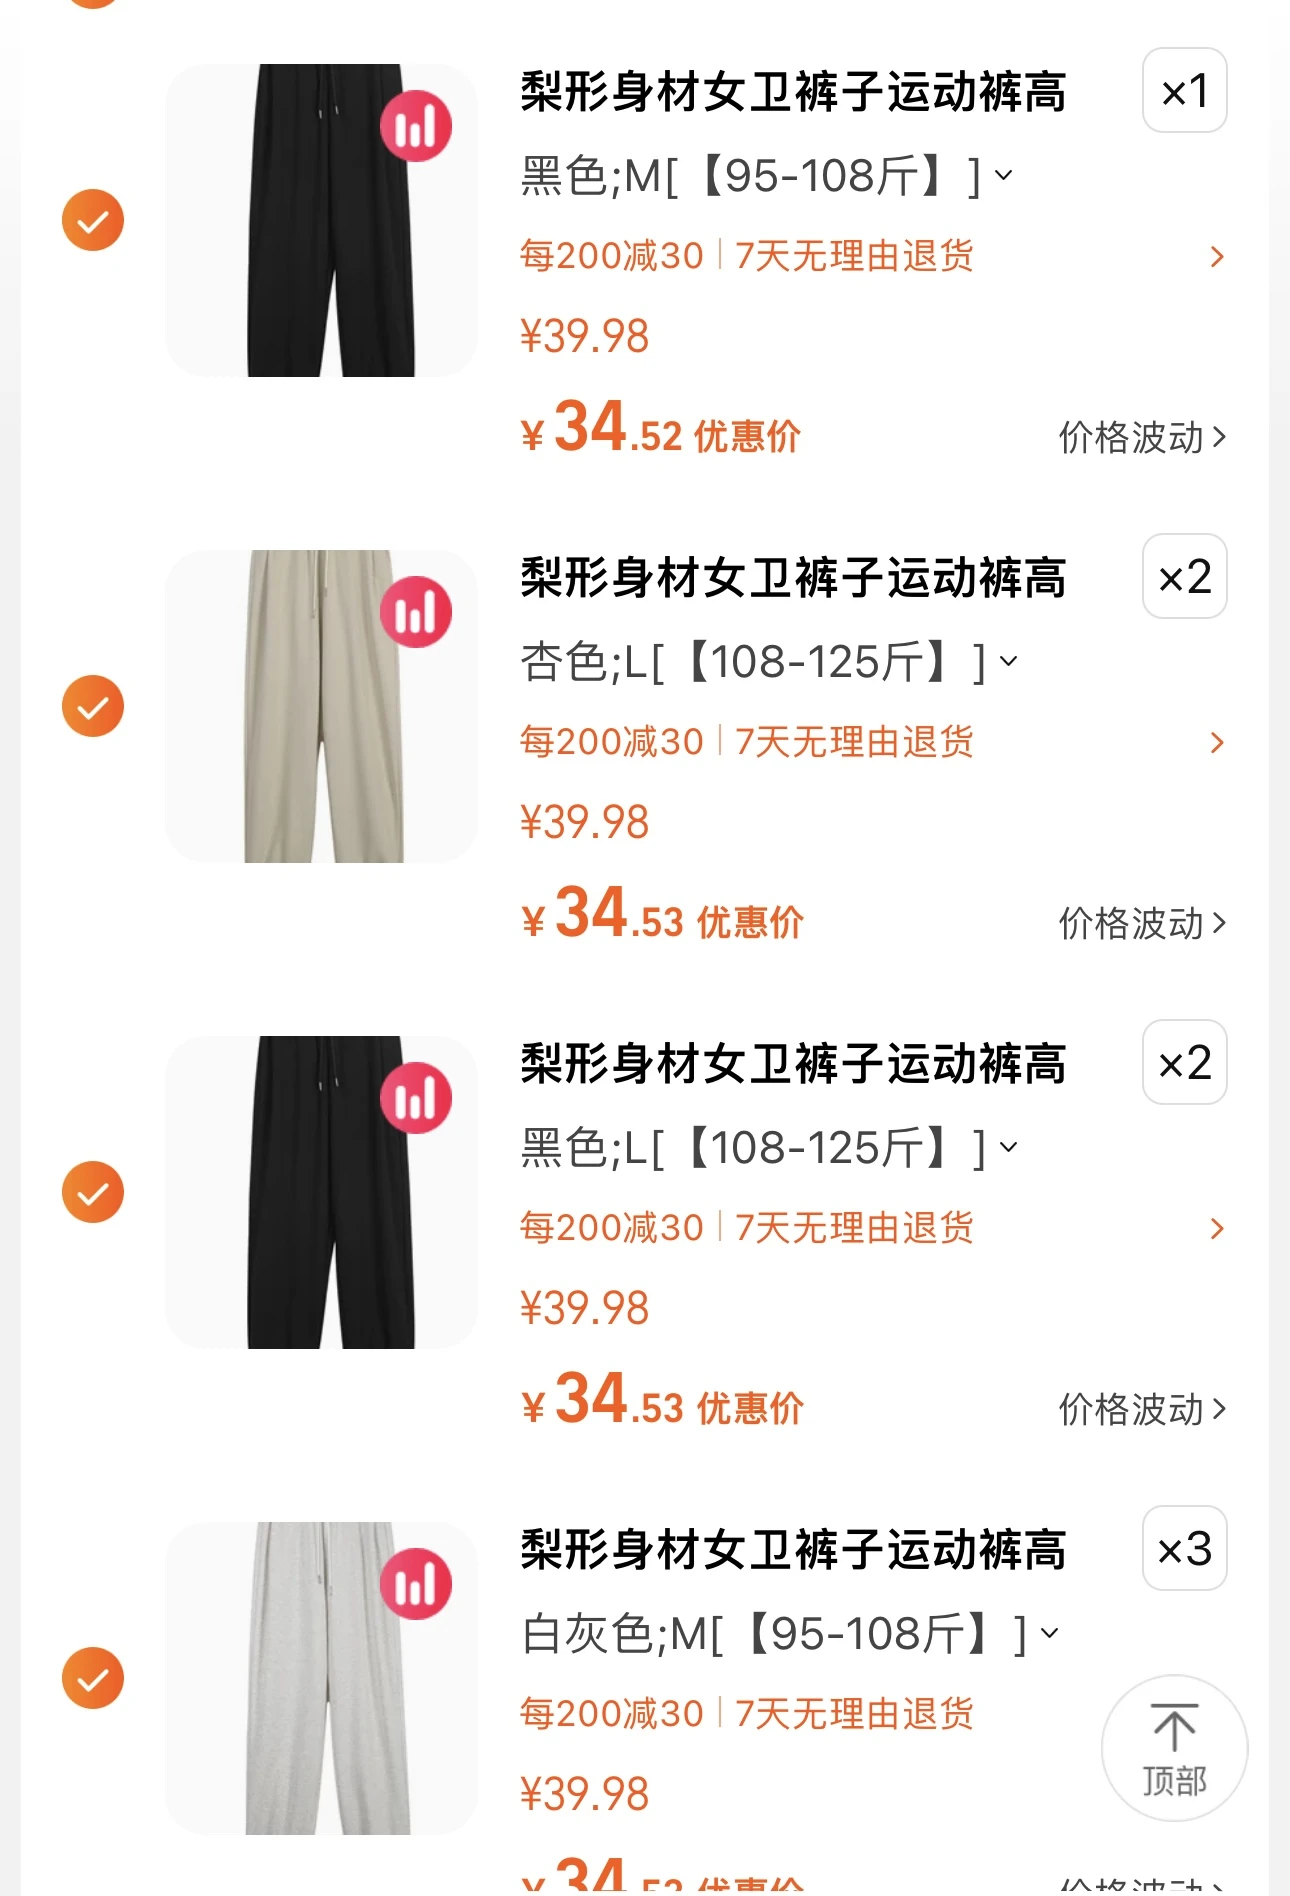 梨形身材女卫裤子运动裤高
×1
黑色;M[【95-108斤】]
每200减30 | 7天无理由退货
¥39.98
¥34.52 优惠价
价格波动
梨形身材女卫裤子运动裤高
×2
杏色;L[【108-125斤】]
每200减30 | 7天无理由退货
¥39.98
¥34.53 优惠价
价格波动
梨形身材女卫裤子运动裤高
×2
黑色;L[【108-125斤】]
每200减30 | 7天无理由退货
¥39.98
¥34.53 优惠价
价格波动
梨形身材女卫裤子运动裤高
×3
白灰色;M[【95-108斤】]
每200减30 | 7天无理由退货
顶部
¥39.98
¥34 优惠价
价格波动